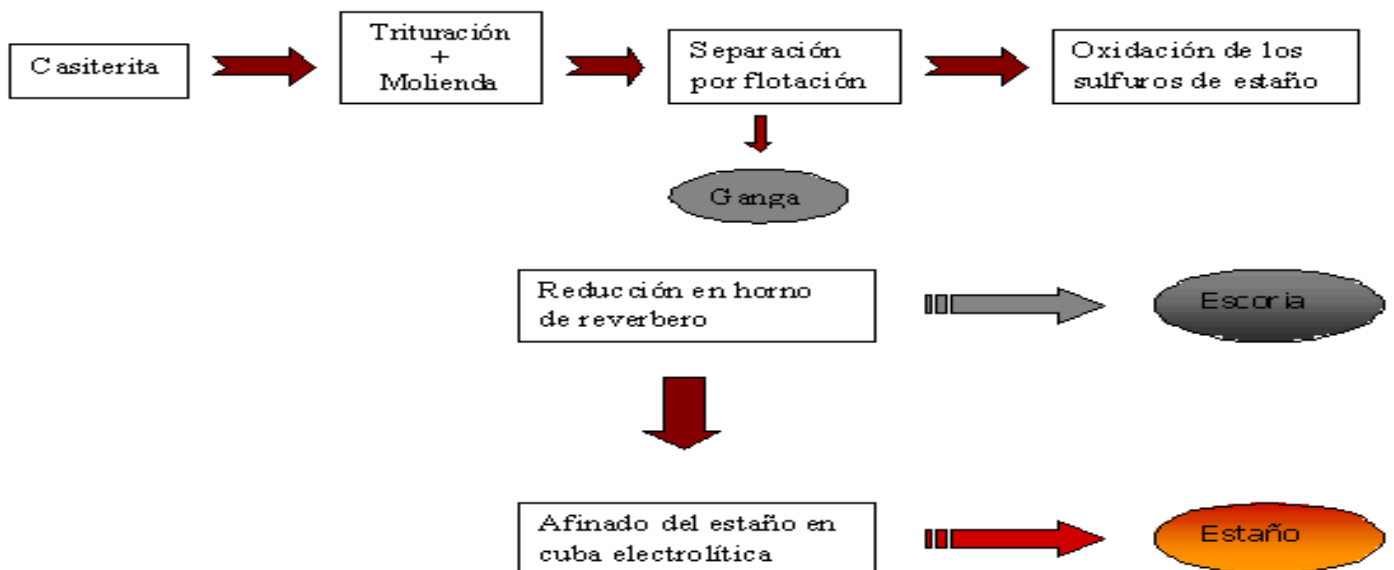 Casiterita
Trituración
+
Molienda
Separación
por flotación
Oxidación de los
sulfuros de estaño
Ganga
Reducción en horno
de reverbero
Escoria
Afinado del estaño en
cuba electrolítica
Estaño